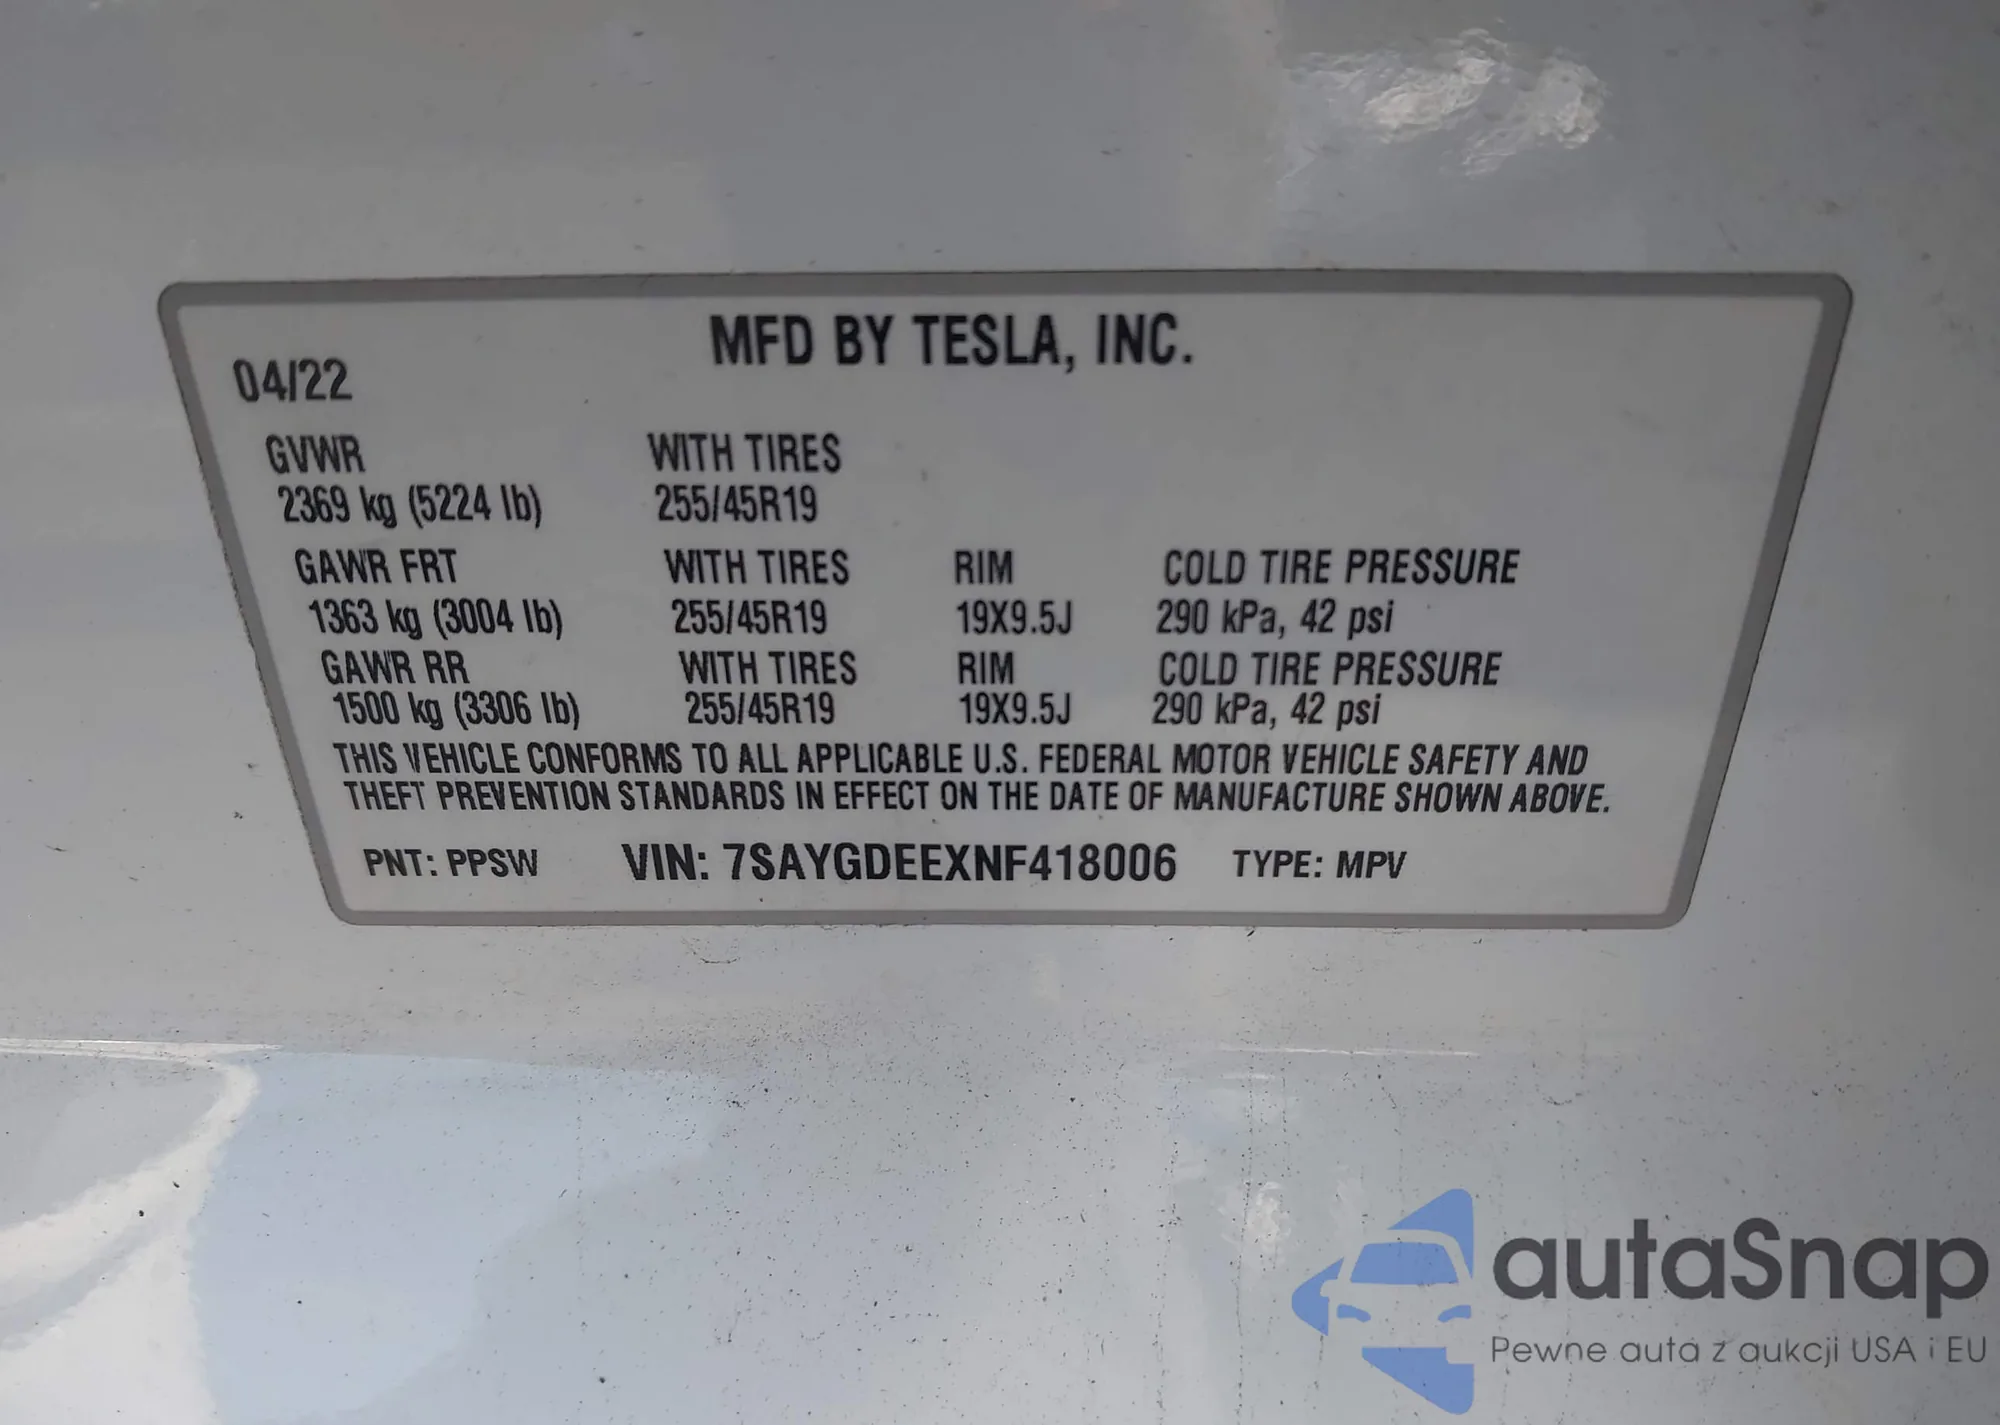 MFD BY TESLA, INC.
04/22
GVWR WITH TIRES
2369 kg (5224 lb) 255/45R19
GAWR FRT WITH TIRES RIM COLD TIRE PRESSURE
1363 kg (3004 lb) 255/45R19 19X9.5J 290 kPa, 42 psi
GAWR RR WITH TIRES RIM COLD TIRE PRESSURE
1500 kg (3306 lb) 255/45R19 19X9.5J 290 kPa, 42 psi
THIS VEHICLE CONFORMS TO ALL APPLICABLE U.S. FEDERAL MOTOR VEHICLE SAFETY AND
THEFT PREVENTION STANDARDS IN EFFECT ON THE DATE OF MANUFACTURE SHOWN ABOVE.
PNT: PPSW VIN: 7SAYGDEEXNF418006 TYPE: MPV
autaSnap
Pewne auta z aukcji USA i EU